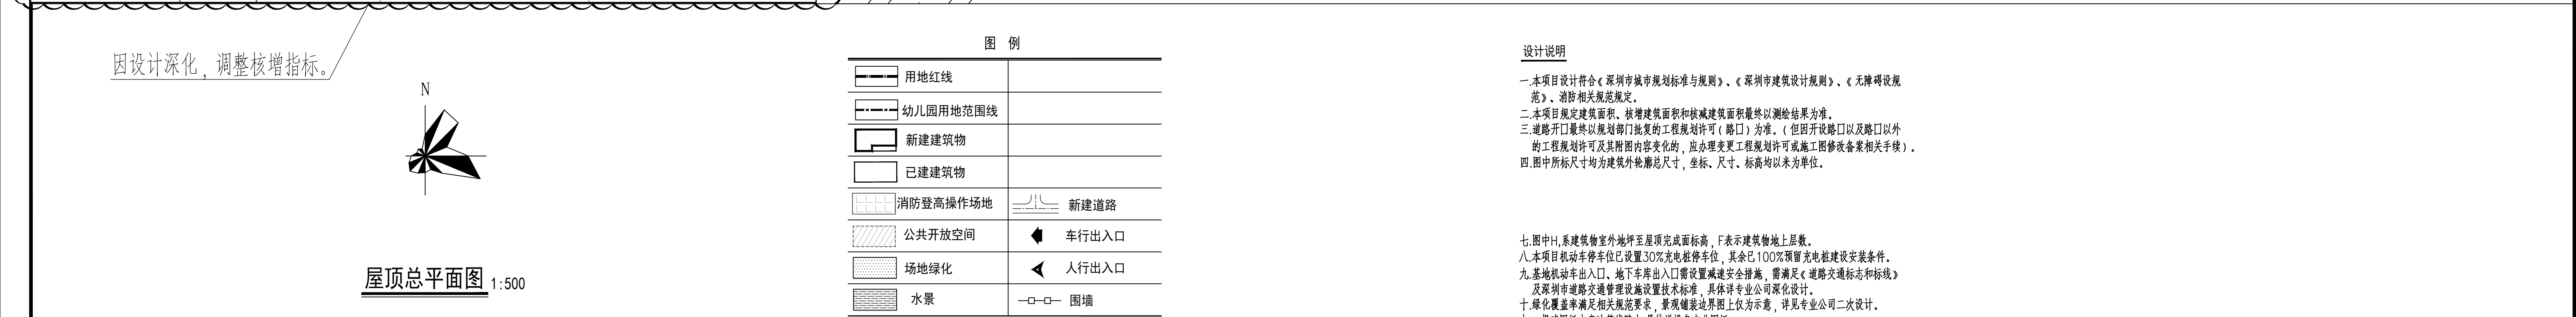 因设计深化，调整核增指标。
N
屋顶总平面图 1:500
图 例
用地红线
幼儿园用地范围线
新建建筑物
已建建筑物
消防登高操作场地 新建道路
公共开放空间 车行出入口
场地绿化 人行出入口
水景 围墙
设计说明
一.本项目设计符合《深圳市城市规划标准与规则》、《深圳市建筑设计规则》、《无障碍设规
范》、消防相关规范规定。
二.本项目规定建筑面积、核增建筑面积和核减建筑面积最终以测绘结果为准。
三.道路开口最终以规划部门批复的工程规划许可（路口）为准。（但因开设路口以及路口以外
的工程规划许可及其附图内容变化的，应办理变更工程规划许可或施工图修改备案相关手续）。
四.图中所标尺寸均为建筑外轮廓总尺寸，坐标、尺寸、标高均以米为单位。
七.图中H,系建筑物室外地坪至屋顶完成面标高，F表示建筑物地上层数。
八.本项目机动车停车位已设置30%充电桩停车位，其余已100%预留充电桩建设安装条件。
九.基地机动车出入口、地下车库出入口需设置减速安全措施，需满足《道路交通标志和标线》
及深圳市道路交通管理设施设置技术标准，具体详专业公司深化设计。
十.绿化覆盖率满足相关规范要求，景观铺装边界图上仅为示意，详见专业公司二次设计。